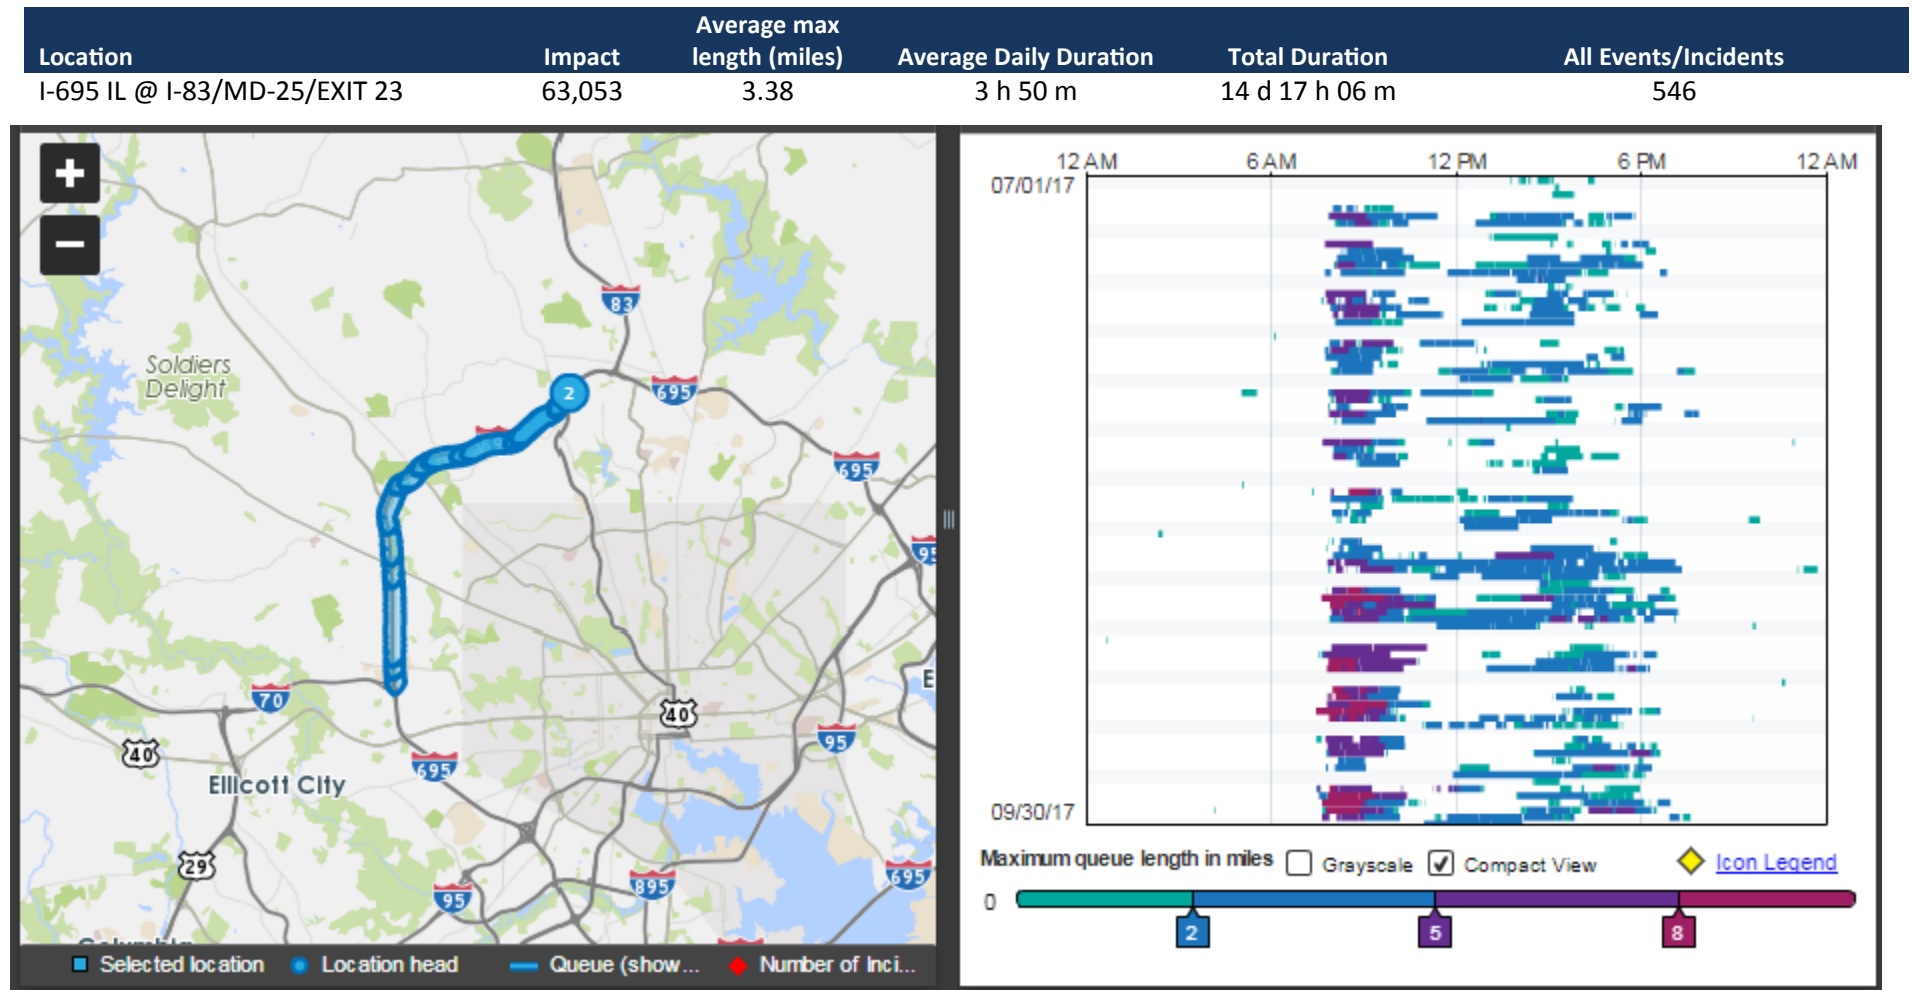 Location Impact Average max length (miles) Average Daily Duration Total Duration All Events/Incidents
I-695 IL @ I-83/MD-25/EXIT 23 63,053 3.38 3 h 50 m 14 d 17 h 06 m 546
+
−
83
Soldiers
Delight
2
695
695
95
70
40
40
95
695
Ellicott City
E
29
95
895
695
Columbia
Selected location Location head Queue (show... Number of Inci...
12 AM 6 AM 12 PM 6 PM 12 AM
07/01/17
09/30/17
Maximum queue length in miles Grayscale Compact View Icon Legend
0
2 5 8